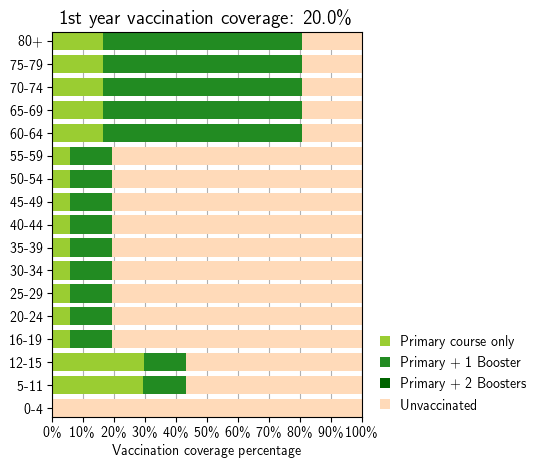 1st year vaccination coverage: 20.0%
80+
75-79
70-74
65-69
60-64
55-59
50-54
45-49
40-44
35-39
30-34
25-29
20-24
16-19
12-15
5-11
0-4
0% 10% 20% 30% 40% 50% 60% 70% 80% 90% 100%
Vaccination coverage percentage
Primary course only
Primary + 1 Booster
Primary + 2 Boosters
Unvaccinated